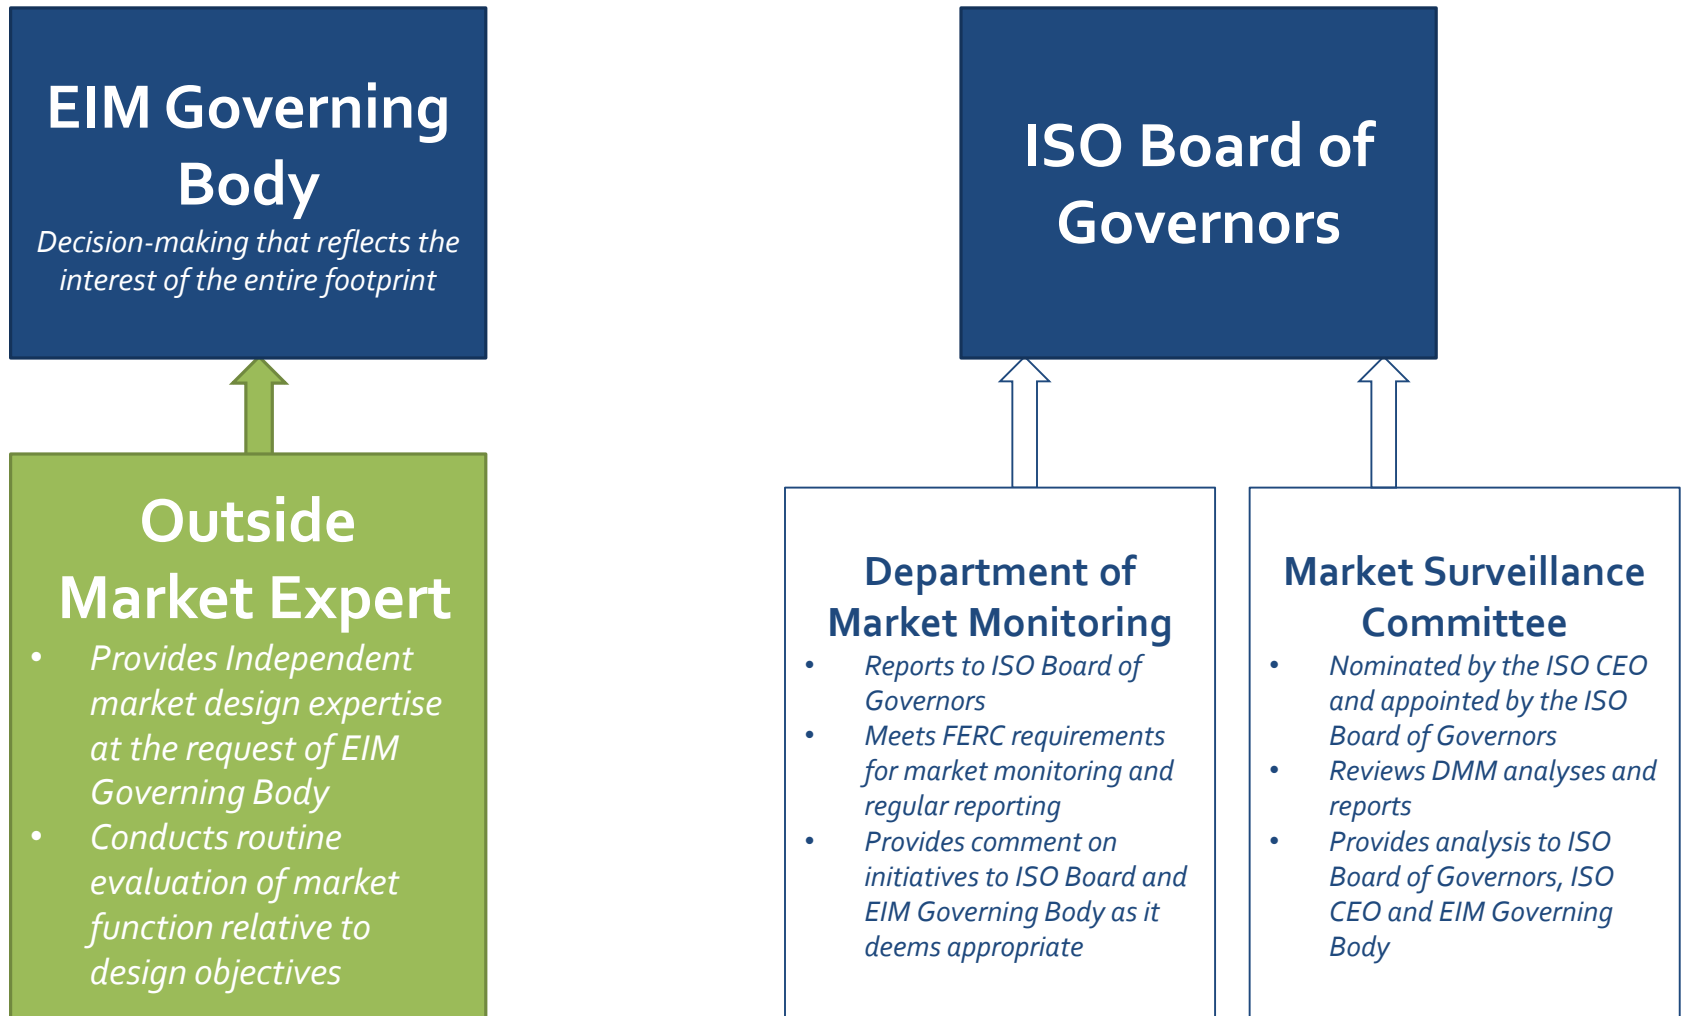 EIM Governing
Body
Decision-making that reflects the
interest of the entire footprint
ISO Board of
Governors
Outside
Market Expert
• Provides Independent
market design expertise
at the request of EIM
Governing Body
• Conducts routine
evaluation of market
function relative to
design objectives
Department of
Market Monitoring
• Reports to ISO Board of
Governors
• Meets FERC requirements
for market monitoring and
regular reporting
• Provides comment on
initiatives to ISO Board and
EIM Governing Body as it
deems appropriate
Market Surveillance
Committee
• Nominated by the ISO CEO
and appointed by the ISO
Board of Governors
• Reviews DMM analyses and
reports
• Provides analysis to ISO
Board of Governors, ISO
CEO and EIM Governing
Body